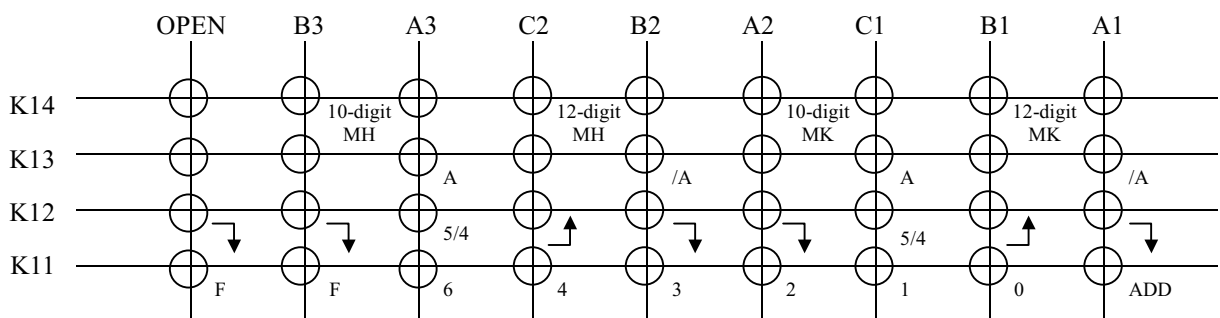 OPEN B3 A3 C2 B2 A2 C1 B1 A1
K14
10-digit 12-digit 10-digit 12-digit
MH MH MK MK
K13
A /A A /A
K12
5/4 5/4
K11
F F 6 4 3 2 1 0 ADD